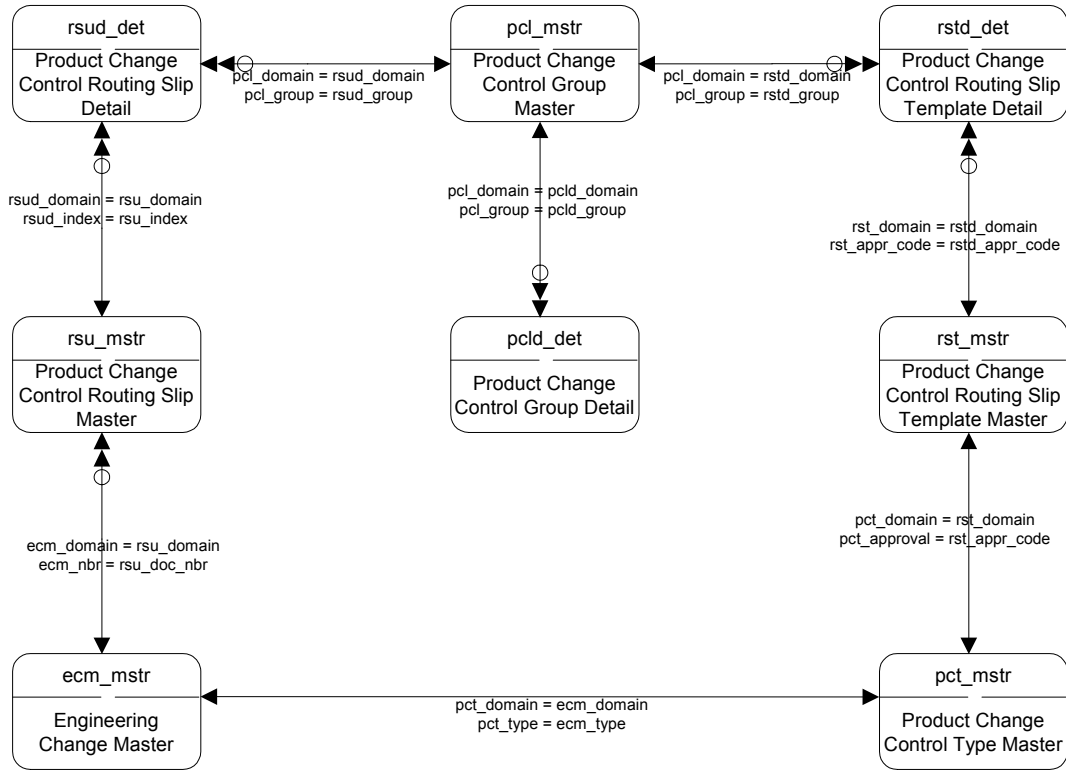 rsud_det
Product Change
Control Routing Slip
Detail
pcl_domain = rsud_domain
pcl_group = rsud_group
pcl_mstr
Product Change
Control Group
Master
pcl_domain = rstd_domain
pcl_group = rstd_group
rstd_det
Product Change
Control Routing Slip
Template Detail
rsud_domain = rsu_domain
rsud_index = rsu_index
pcl_domain = pcld_domain
pcl_group = pcld_group
rst_domain = rstd_domain
rst_appr_code = rstd_appr_code
rsu_mstr
Product Change
Control Routing Slip
Master
pcld_det
Product Change
Control Group Detail
rst_mstr
Product Change
Control Routing Slip
Template Master
ecm_domain = rsu_domain
ecm_nbr = rsu_doc_nbr
pct_domain = rst_domain
pct_approval = rst_appr_code
ecm_mstr
Engineering
Change Master
pct_domain = ecm_domain
pct_type = ecm_type
pct_mstr
Product Change
Control Type Master